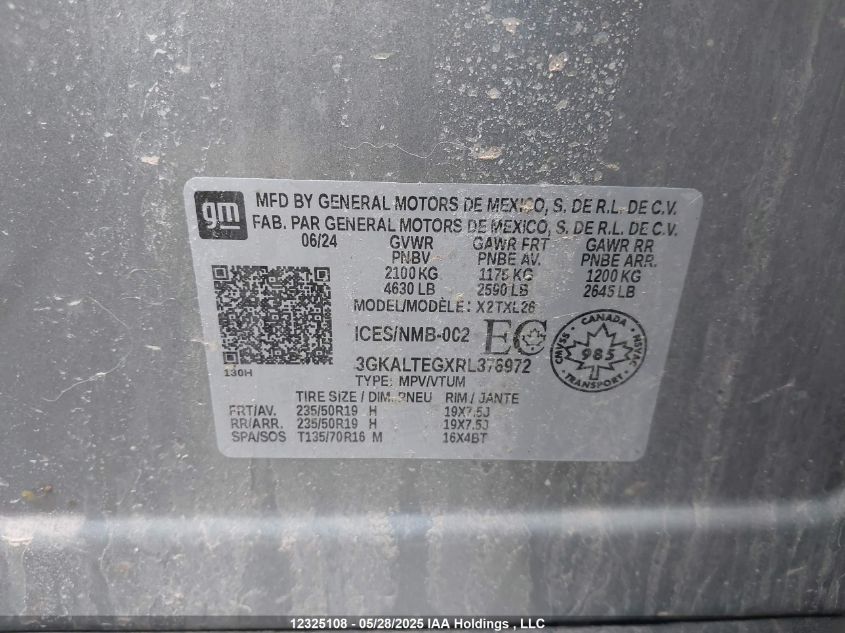 gm
MFD BY GENERAL MOTORS DE MEXICO, S. DE R.L. DE C.V.
FAB. PAR GENERAL MOTORS DE MEXICO, S. DE R.L. DE C.V.
06/24 GVWR GAWR FRT GAWR RR
PNBV PNBE AV. PNBE ARR.
2100 KG 1175 KG 1200 KG
4630 LB 2590 LB 2645 LB
MODEL/MODÈLE: X2TXL26
ICES/NMB-002 EC
CANADA
SSVMO 985 NSVAC
TRANSPORT
130H
3GKALTEGXRL376972
TYPE: MPV/VTUM
TIRE SIZE / DIM. PNEU RIM / JANTE
FRT/AV. 235/50R19 H 19X7.5J
RR/ARR. 235/50R19 H 19X7.5J
SPA/SOS T135/70R16 M 16X4BT
12325108 - 05/28/2025 IAA Holdings , LLC